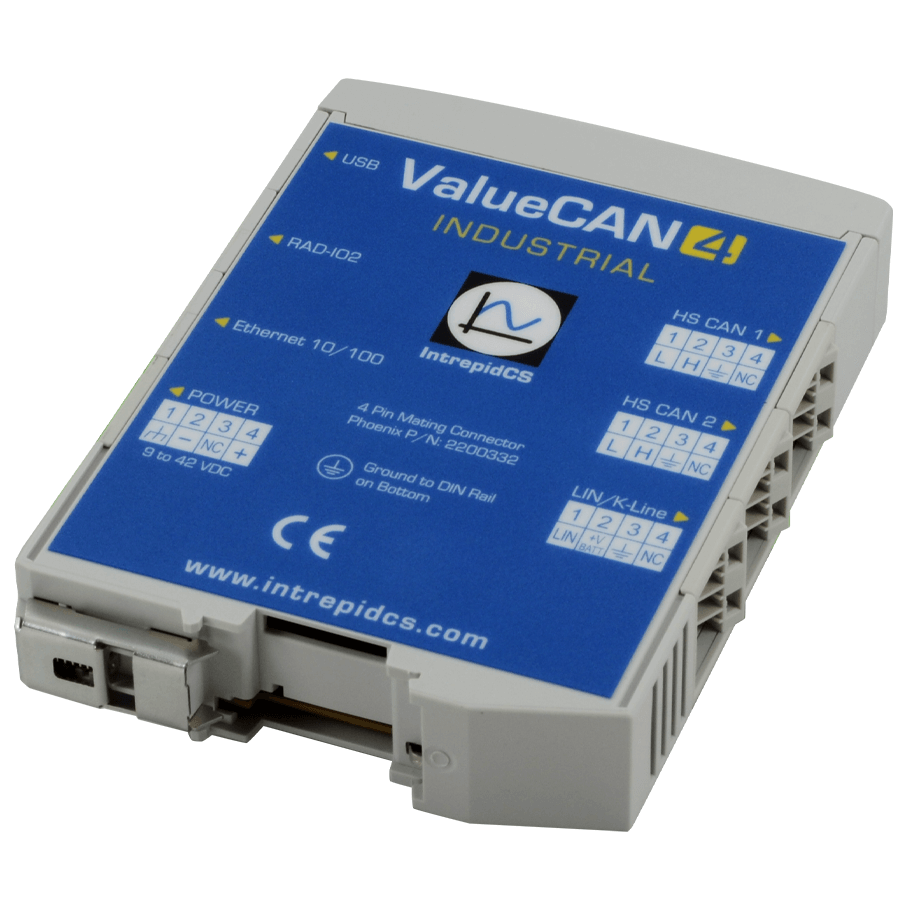 ValueCAN 4
INDUSTRIAL
USB
RAD-IO2
Ethernet 10/100
POWER
1 2 3 4
- NC +
9 to 42 VDC
IntrepidCS
4 Pin Mating Connector
Phoenix P/N: 2200332
Ground to DIN Rail
on Bottom
HS CAN 1
1 2 3 4
L H NC
HS CAN 2
1 2 3 4
L H NC
LIN/K-Line
1 2 3 4
LIN +V BATT NC
CE
www.intrepidcs.com